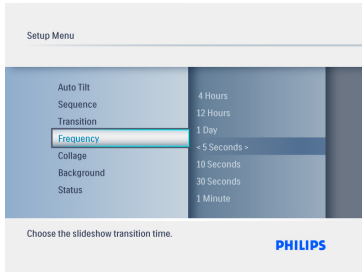 Setup Menu
Auto Tilt
Sequence
Transition
Frequency
Collage
Background
Status
4 Hours
12 Hours
1 Day
< 5 Seconds >
10 Seconds
30 Seconds
1 Minute
Choose the slideshow transition time.
PHILIPS